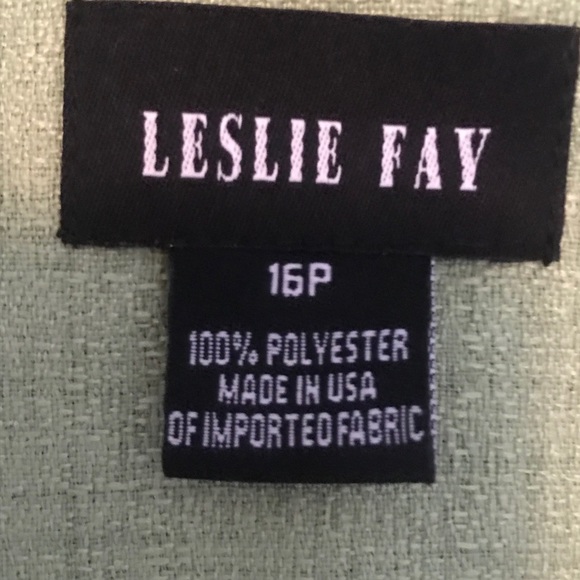 LESLIE FAY
16P
100% POLYESTER
MADE IN USA
OF IMPORTED FABRIC